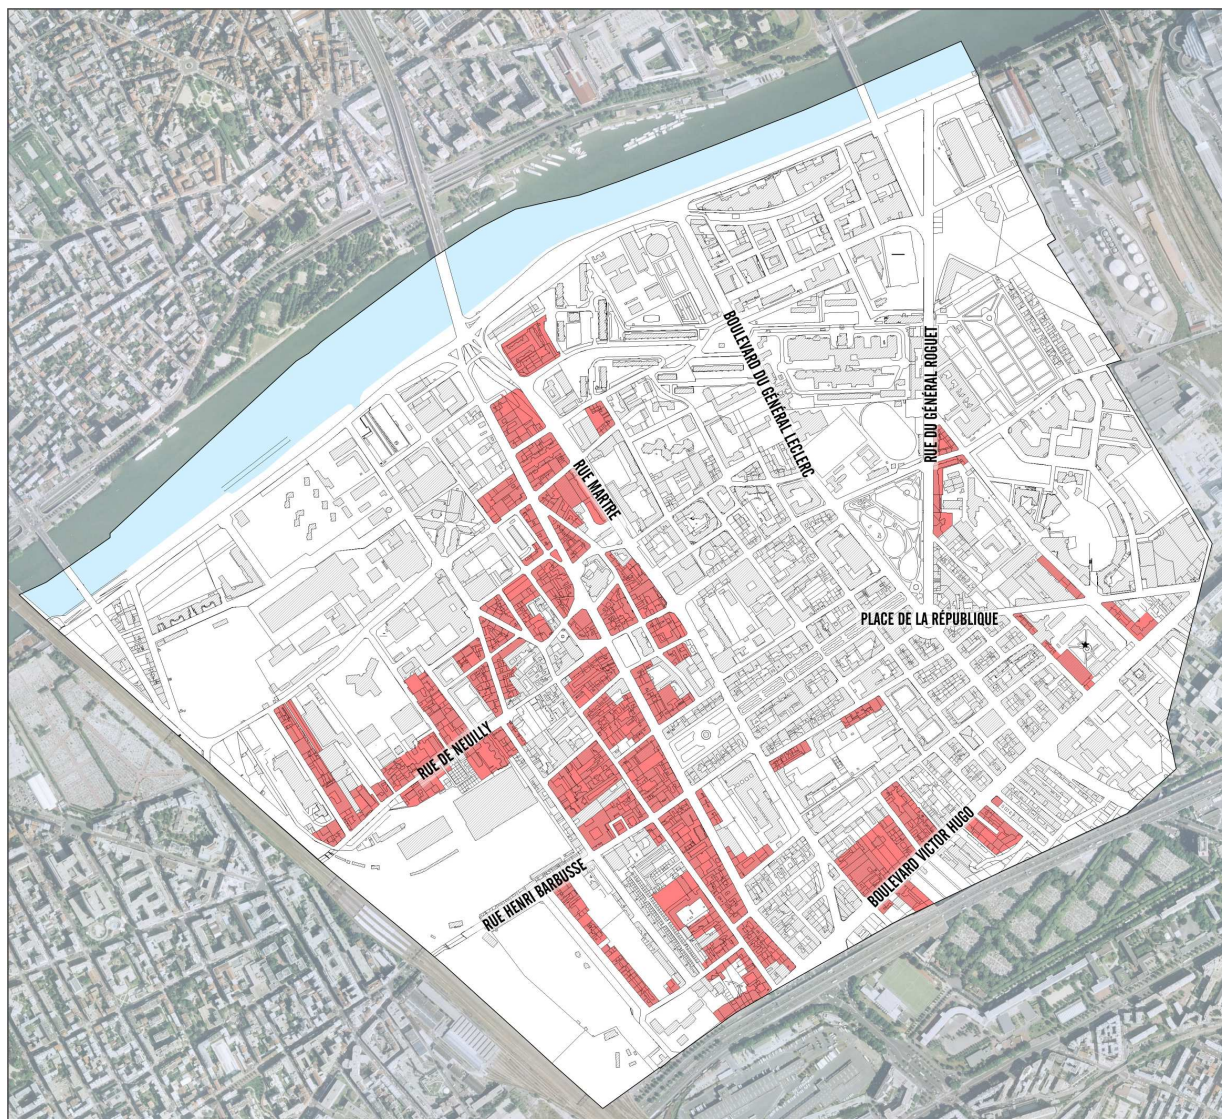 BOULEVARD DU GÉNÉRAL LECLERC
RUE DU GÉNÉRAL ROGUET
RUE MARTRE
PLACE DE LA RÉPUBLIQUE
RUE DE NEUILLY
BOULEVARD VICTOR HUGO
RUE HENRI BARBUSSE